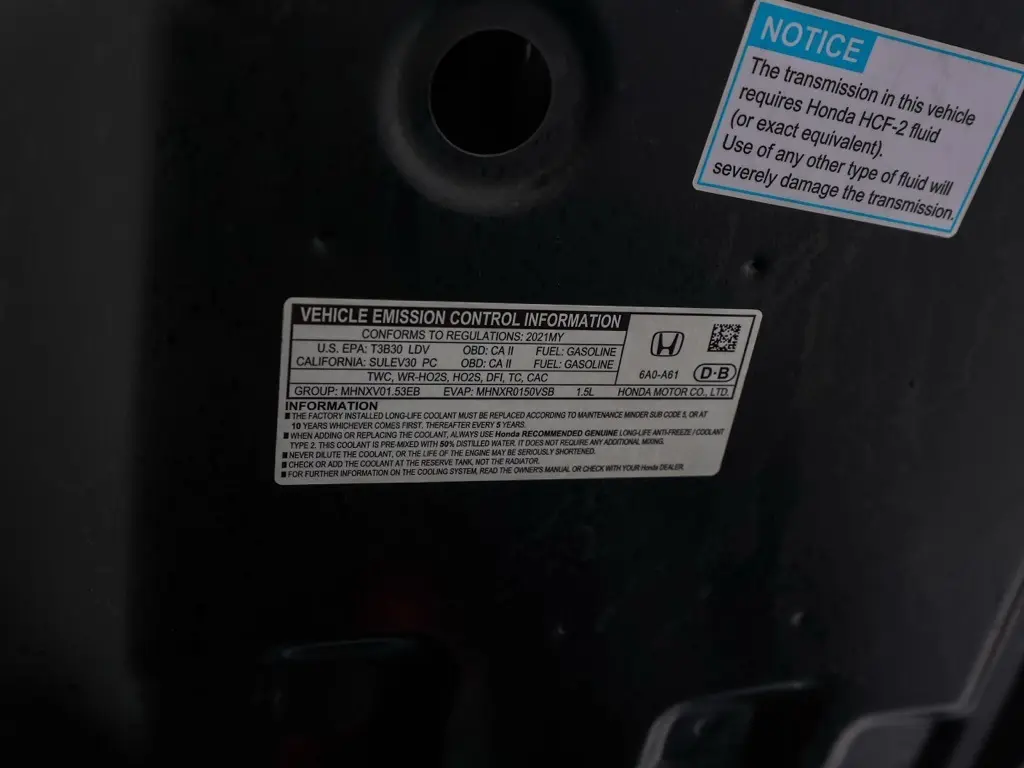 NOTICE
The transmission in this vehicle
requires Honda HCF-2 fluid
(or exact equivalent).
Use of any other type of fluid will
severely damage the transmission.
VEHICLE EMISSION CONTROL INFORMATION
CONFORMS TO REGULATIONS: 2021MY
U.S. EPA: T3B30 LDV OBD: CA II FUEL: GASOLINE
CALIFORNIA: SULEV30 PC OBD: CA II FUEL: GASOLINE
TWC, WR-HO2S, HO2S, DFI, TC, CAC
GROUP: MHNXV01.53EB EVAP: MHNXR0150VSB 1.5L
6A0-A61 D·B
HONDA MOTOR CO., LTD.
INFORMATION
■ THE FACTORY INSTALLED LONG-LIFE COOLANT MUST BE REPLACED ACCORDING TO MAINTENANCE MINDER SUB CODE 5, OR AT
10 YEARS WHICHEVER COMES FIRST. THEREAFTER EVERY 5 YEARS.
■ WHEN ADDING OR REPLACING THE COOLANT, ALWAYS USE Honda RECOMMENDED GENUINE LONG-LIFE ANTI-FREEZE / COOLANT
TYPE 2. THIS COOLANT IS PRE-MIXED WITH 50% DISTILLED WATER. IT DOES NOT REQUIRE ANY ADDITIONAL MIXING.
■ NEVER DILUTE THE COOLANT, OR THE LIFE OF THE ENGINE MAY BE SERIOUSLY SHORTENED.
■ CHECK OR ADD THE COOLANT AT THE RESERVE TANK, NOT THE RADIATOR.
■ FOR FURTHER INFORMATION ON THE COOLING SYSTEM, READ THE OWNER'S MANUAL OR CHECK WITH YOUR Honda DEALER.